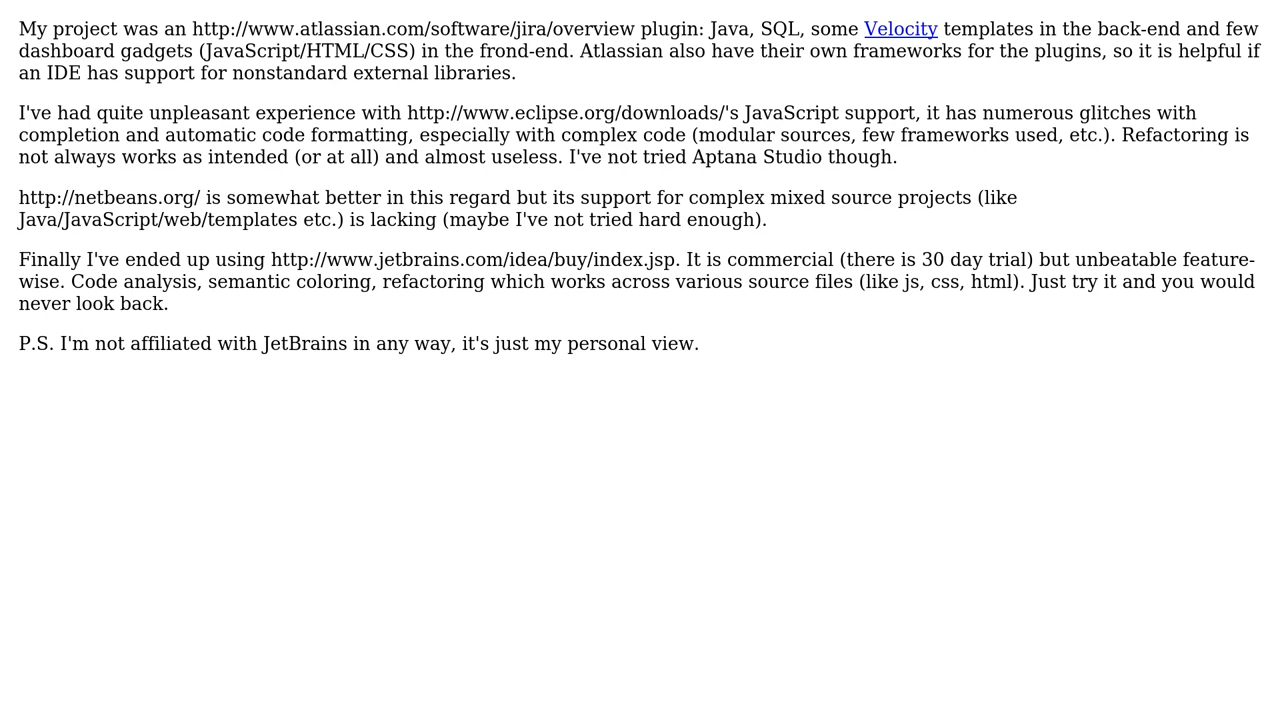 My project was an http://www.atlassian.com/software/jira/overview plugin: Java, SQL, some Velocity templates in the back-end and few
dashboard gadgets (JavaScript/HTML/CSS) in the frond-end. Atlassian also have their own frameworks for the plugins, so it is helpful if
an IDE has support for nonstandard external libraries.
I've had quite unpleasant experience with http://www.eclipse.org/downloads/'s JavaScript support, it has numerous glitches with
completion and automatic code formatting, especially with complex code (modular sources, few frameworks used, etc.). Refactoring is
not always works as intended (or at all) and almost useless. I've not tried Aptana Studio though.
http://netbeans.org/ is somewhat better in this regard but its support for complex mixed source projects (like
Java/JavaScript/web/templates etc.) is lacking (maybe I've not tried hard enough).
Finally I've ended up using http://www.jetbrains.com/idea/buy/index.jsp. It is commercial (there is 30 day trial) but unbeatable feature-
wise. Code analysis, semantic coloring, refactoring which works across various source files (like js, css, html). Just try it and you would
never look back.
P.S. I'm not affiliated with JetBrains in any way, it's just my personal view.